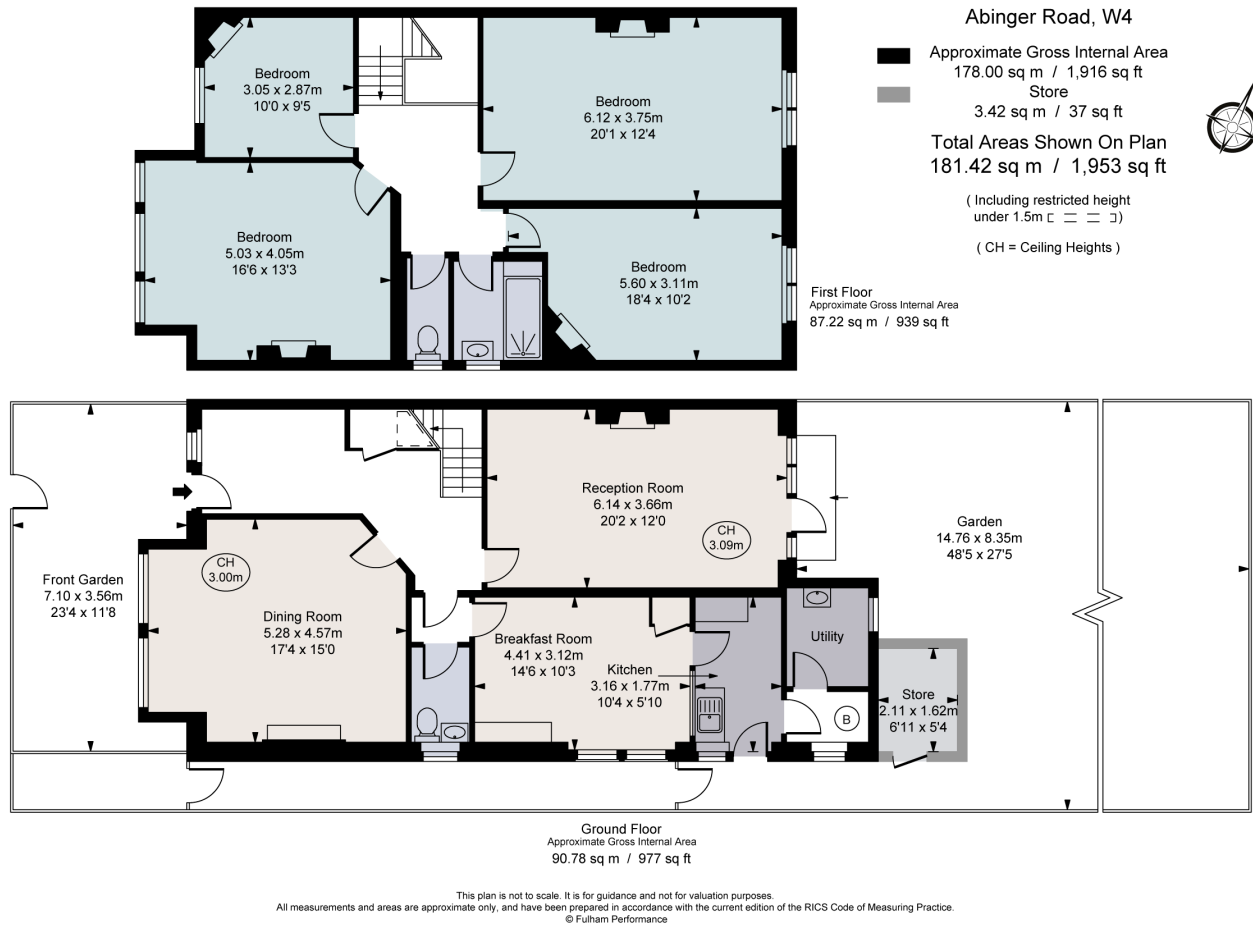 Abinger Road, W4
Approximate Gross Internal Area
178.00 sq m / 1,916 sq ft
Store
3.42 sq m / 37 sq ft
Total Areas Shown On Plan
181.42 sq m / 1,953 sq ft
( Including restricted height
under 1.5m )
( CH = Ceiling Heights )
Bedroom
3.05 x 2.87m
10'0 x 9'5
Bedroom
6.12 x 3.75m
20'1 x 12'4
Bedroom
5.03 x 4.05m
16'6 x 13'3
Bedroom
5.60 x 3.11m
18'4 x 10'2
First Floor
Approximate Gross Internal Area
87.22 sq m / 939 sq ft
Reception Room
6.14 x 3.66m
20'2 x 12'0
CH
3.09m
Garden
14.76 x 8.35m
48'5 x 27'5
Front Garden
7.10 x 3.56m
23'4 x 11'8
CH
3.00m
Dining Room
5.28 x 4.57m
17'4 x 15'0
Breakfast Room
4.41 x 3.12m
14'6 x 10'3
Kitchen
3.16 x 1.77m
10'4 x 5'10
Utility
B
Store
2.11 x 1.62m
6'11 x 5'4
Ground Floor
Approximate Gross Internal Area
90.78 sq m / 977 sq ft
This plan is not to scale. It is for guidance and not for valuation purposes.
All measurements and areas are approximate only, and have been prepared in accordance with the current edition of the RICS Code of Measuring Practice.
© Fulham Performance